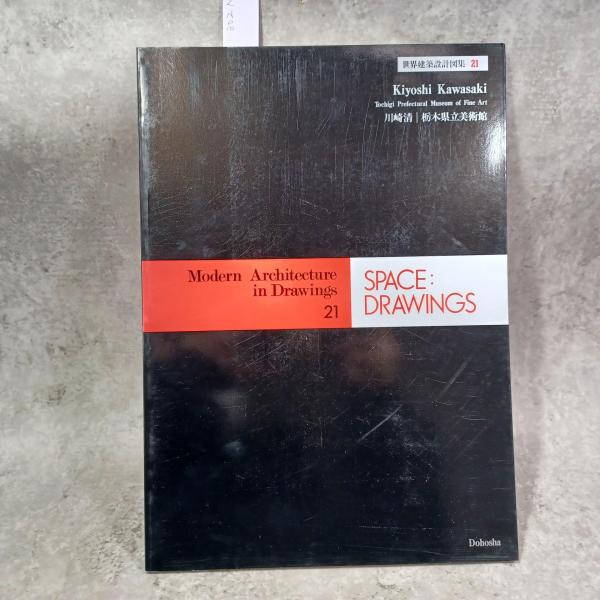 世界建築設計図集 21
Kiyoshi Kawasaki
Tochigi Prefectural Museum of Fine Art
川崎清|栃木県立美術館
Modern Architecture
in Drawings
21
SPACE:
DRAWINGS
Dohosha